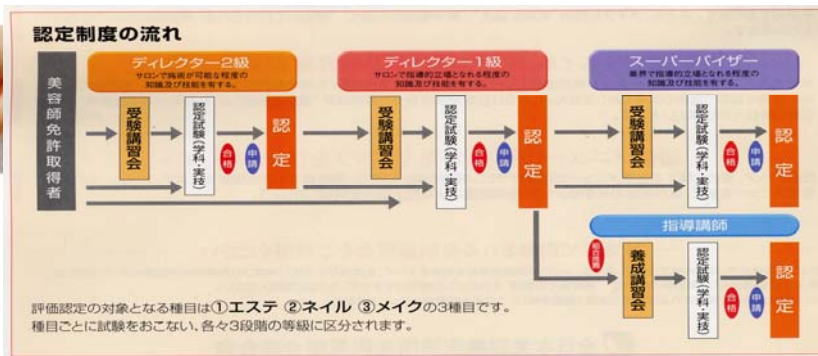 認定制度の流れ
美容師免許取得者
ディレクター2級
サロンで施術が可能な程度の
知識及び技能を有する。
受験講習会
認定試験(学科・実技)
合格
申請
認定
ディレクター1級
サロンで指導的立場となれる程度の
知識及び技能を有する。
受験講習会
認定試験(学科・実技)
合格
申請
認定
スーパーバイザー
業界で指導的立場となれる程度の
知識及び技能を有する。
受験講習会
認定試験(学科・実技)
合格
申請
認定
指導講師
組合推薦
養成講習会
認定試験(学科・実技)
合格
申請
認定
評価認定の対象となる種目は①エステ ②ネイル ③メイクの3種目です。
種目ごとに試験をおこない、各々3段階の等級に区分されます。